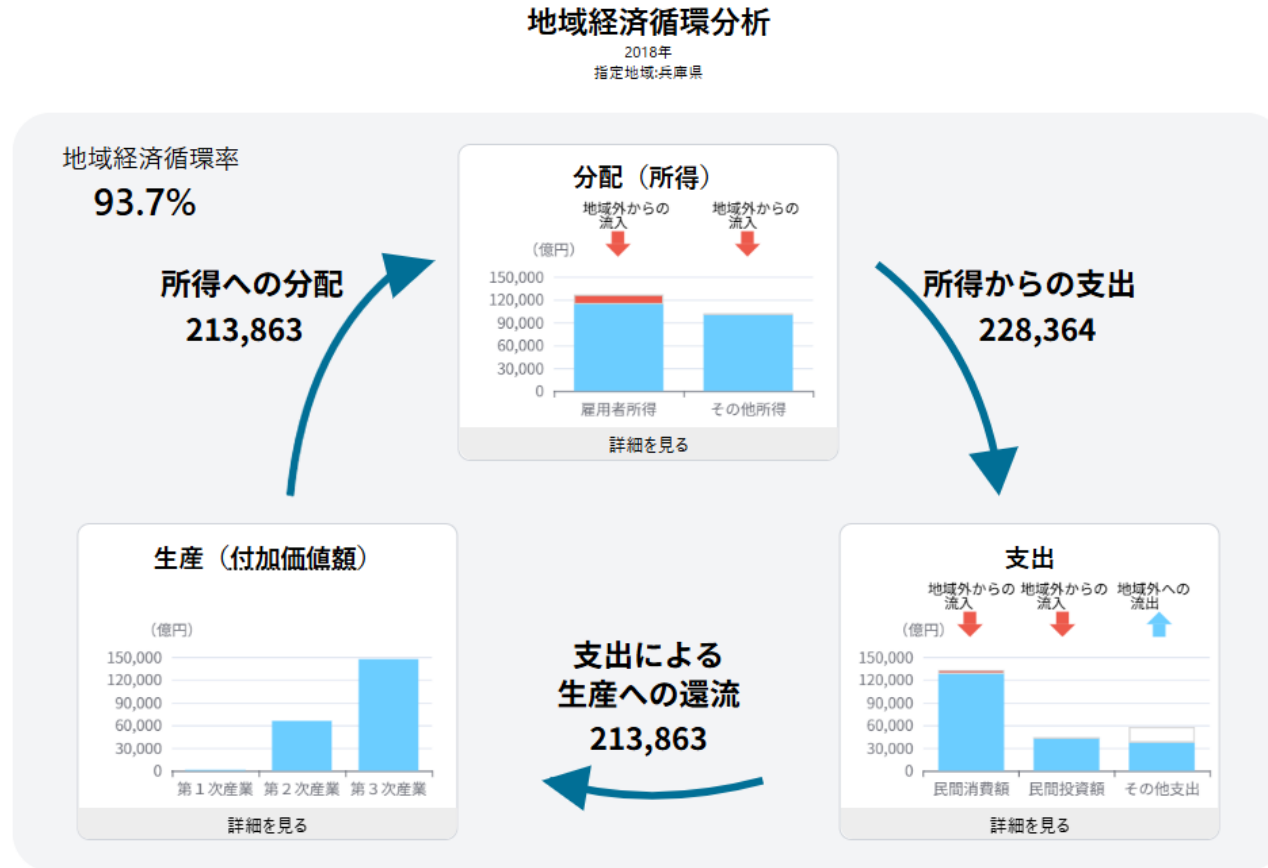 地域経済循環分析
2018年
指定地域:兵庫県
地域経済循環率
93.7%
所得への分配
213,863
分配（所得）
地域外からの
流入
地域外からの
流入
（億円）
150,000
120,000
90,000
60,000
30,000
0
雇用者所得
その他所得
詳細を見る
所得からの支出
228,364
生産（付加価値額）
（億円）
150,000
120,000
90,000
60,000
30,000
0
第１次産業
第２次産業
第３次産業
詳細を見る
支出による
生産への還流
213,863
支出
地域外からの
流入
地域外からの
流入
地域外への
流出
（億円）
150,000
120,000
90,000
60,000
30,000
0
民間消費額
民間投資額
その他支出
詳細を見る